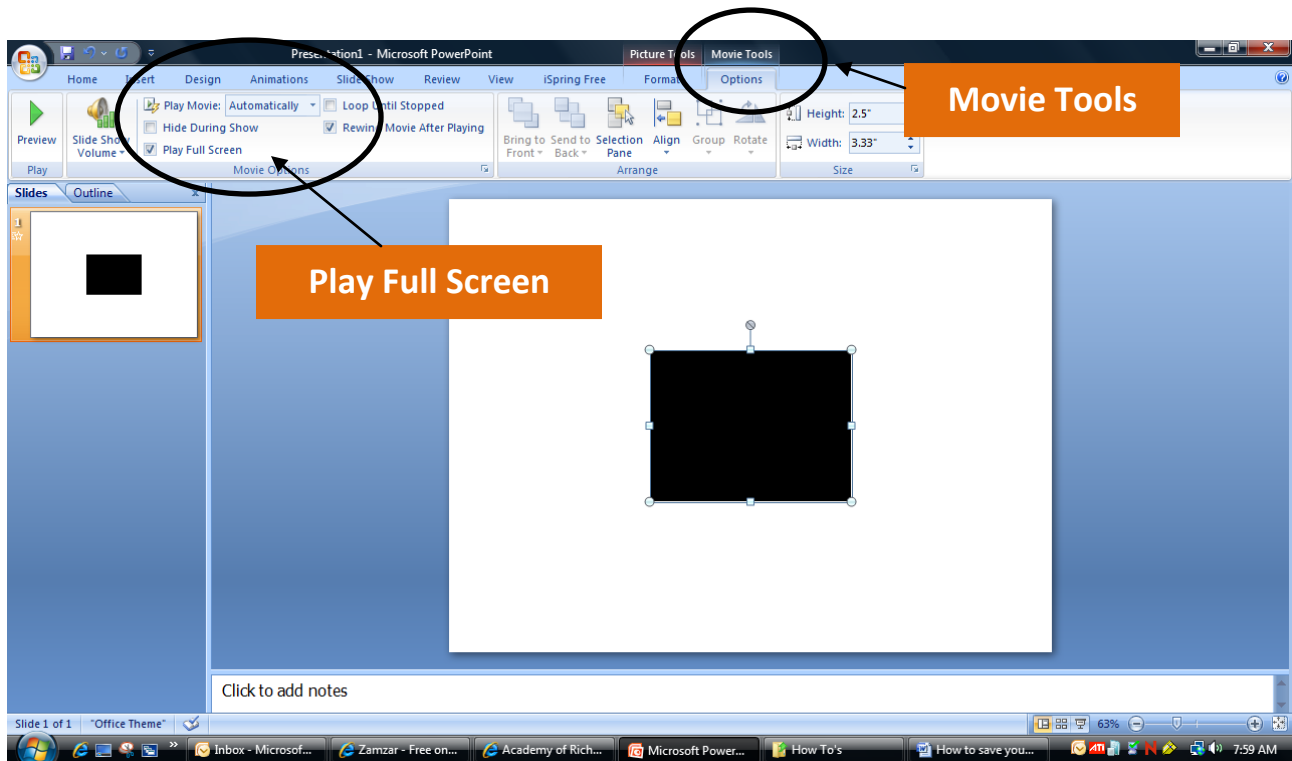 Presentation1 - Microsoft PowerPoint
Picture Tools
Movie Tools
Home Insert Design Animations Slide Show Review View iSpring Free Format Options
Movie Tools
Play Movie: Automatically
Loop Until Stopped
Height: 2.5"
Hide During Show
Rewind Movie After Playing
Preview
Slide Show
Volume
Play Full Screen
Bring to
Front
Send to
Back
Selection
Pane
Align
Group
Rotate
Width: 3.33"
Play
Movie Options
Arrange
Size
Slides
Outline
x
1
Play Full Screen
Click to add notes
Slide 1 of 1
"Office Theme"
63%
Inbox - Microsof...
Zamzar - Free on...
Academy of Rich...
Microsoft Power...
How To's
How to save you...
ATI
N
7:59 AM